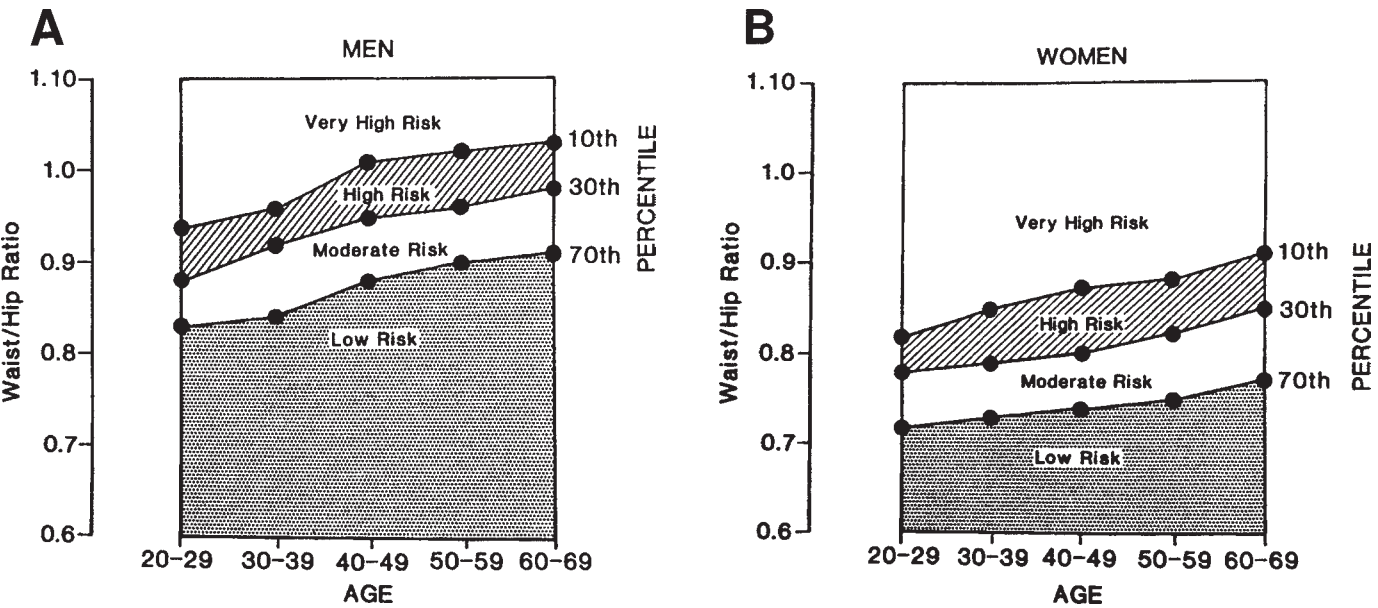 A
MEN
1.10
1.0
0.9
0.8
0.7
0.6
Waist/Hip Ratio
Very High Risk
High Risk
Moderate Risk
Low Risk
10th
30th
70th
PERCENTILE
20-29 30-39 40-49 50-59 60-69
AGE
B
WOMEN
1.10
1.0
0.9
0.8
0.7
0.6
Waist/Hip Ratio
Very High Risk
High Risk
Moderate Risk
Low Risk
10th
30th
70th
PERCENTILE
20-29 30-39 40-49 50-59 60-69
AGE